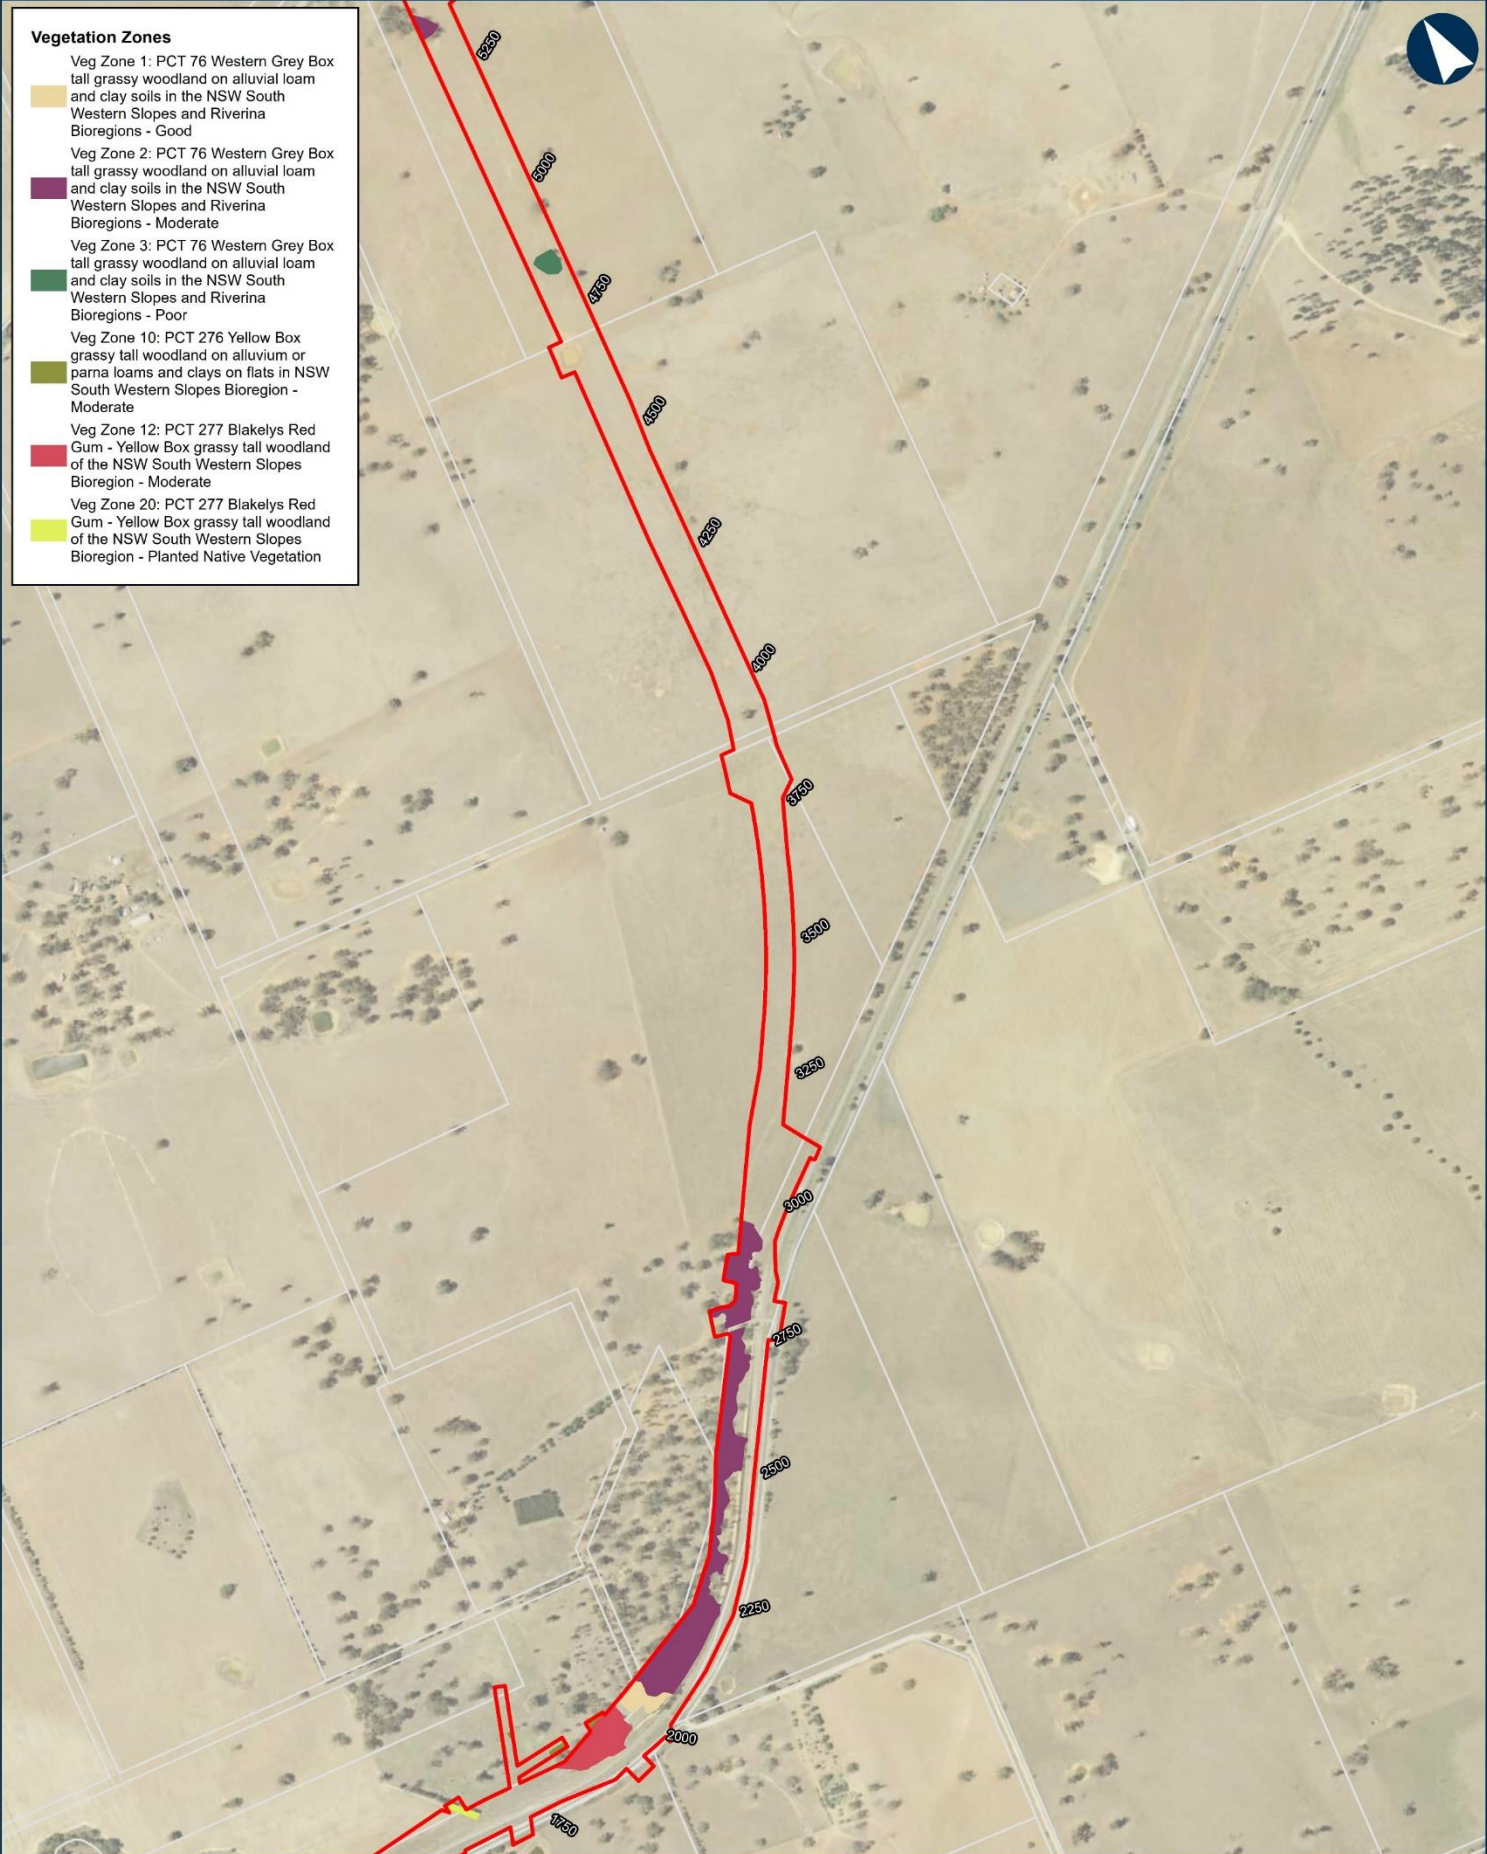 Vegetation Zones
Veg Zone 1: PCT 76 Western Grey Box
tall grassy woodland on alluvial loam
and clay soils in the NSW South
Western Slopes and Riverina
Bioregions - Good
Veg Zone 2: PCT 76 Western Grey Box
tall grassy woodland on alluvial loam
and clay soils in the NSW South
Western Slopes and Riverina
Bioregions - Moderate
Veg Zone 3: PCT 76 Western Grey Box
tall grassy woodland on alluvial loam
and clay soils in the NSW South
Western Slopes and Riverina
Bioregions - Poor
Veg Zone 10: PCT 276 Yellow Box
grassy tall woodland on alluvium or
parna loams and clays on flats in NSW
South Western Slopes Bioregion -
Moderate
Veg Zone 12: PCT 277 Blakelys Red
Gum - Yellow Box grassy tall woodland
of the NSW South Western Slopes
Bioregion - Moderate
Veg Zone 20: PCT 277 Blakelys Red
Gum - Yellow Box grassy tall woodland
of the NSW South Western Slopes
Bioregion - Planted Native Vegetation
5250
5000
4750
4500
4250
4000
3750
3500
3250
3000
2750
2500
2250
2000
1750